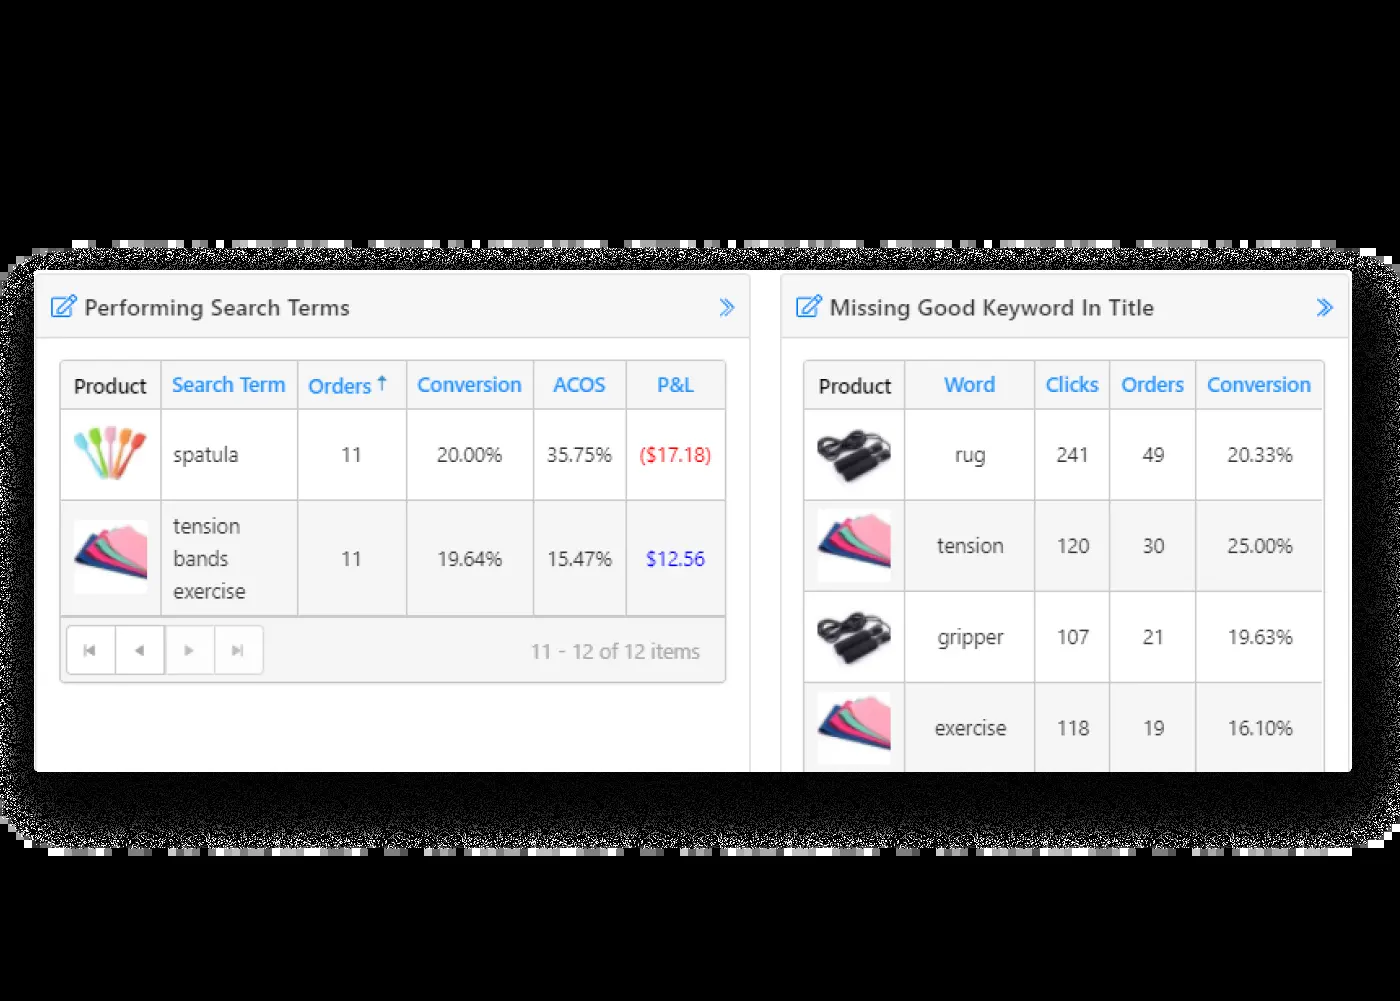 Performing Search Terms
Product Search Term Orders ↑ Conversion ACOS P&L
spatula 11 20.00% 35.75% ($17.18)
tension
bands 11 19.64% 15.47% $12.56
exercise
11 - 12 of 12 items
Missing Good Keyword In Title
Product Word Clicks Orders Conversion
rug 241 49 20.33%
tension 120 30 25.00%
gripper 107 21 19.63%
exercise 118 19 16.10%